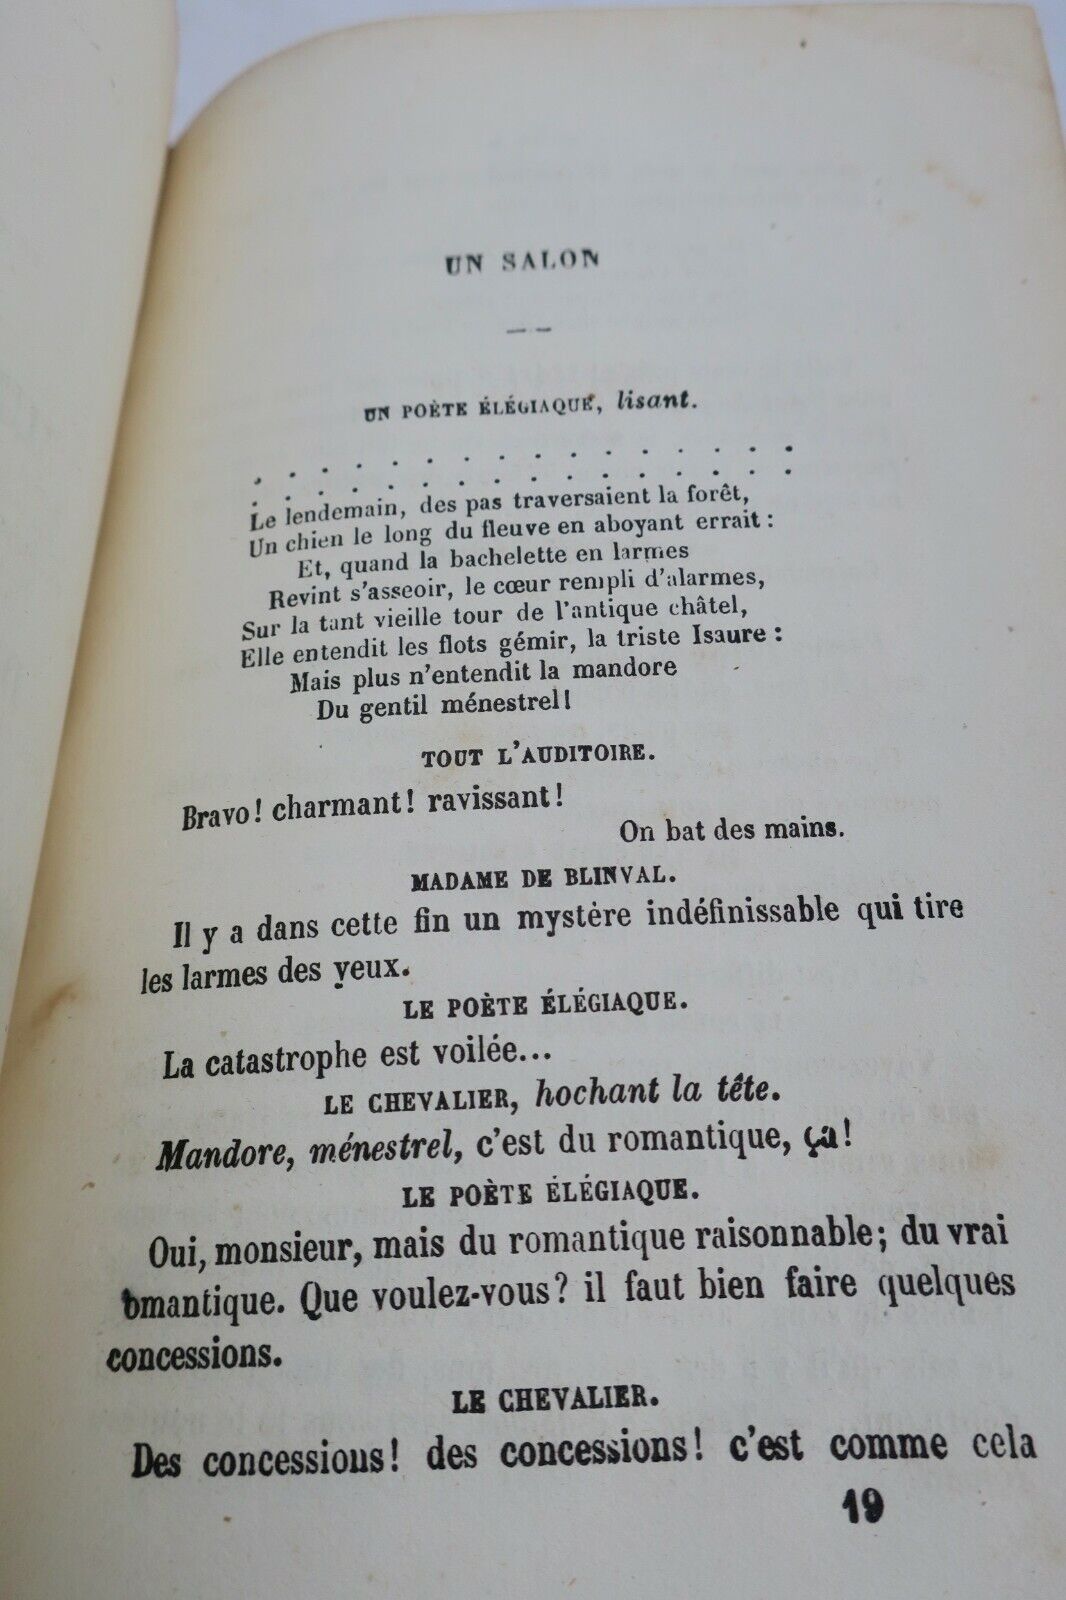 UN SALON
UN POÈTE ÉLÉGIAQUE, lisant.
. . . . . . . . . . . . . . . .
. . . . . . . . . . . . . . . .
Le lendemain, des pas traversaient la forêt,
Un chien le long du fleuve en aboyant errait :
Et, quand la bachelette en larmes
Revint s'asseoir, le cœur rempli d'alarmes,
Sur la tant vieille tour de l'antique châtel,
Elle entendit les flots gémir, la triste Isaure :
Mais plus n'entendit la mandore
Du gentil ménestrel!
TOUT L'AUDITOIRE.
Bravo! charmant! ravissant!
On bat des mains.
MADAME DE BLINVAL.
Il y a dans cette fin un mystère indéfinissable qui tire
les larmes des yeux.
LE POÈTE ÉLÉGIAQUE.
La catastrophe est voilée...
LE CHEVALIER, hochant la tête.
Mandore, ménestrel, c'est du romantique, ça!
LE POÈTE ÉLÉGIAQUE.
Oui, monsieur, mais du romantique raisonnable; du vrai
omantique. Que voulez-vous? il faut bien faire quelques
concessions.
LE CHEVALIER.
Des concessions! des concessions! c'est comme cela
19